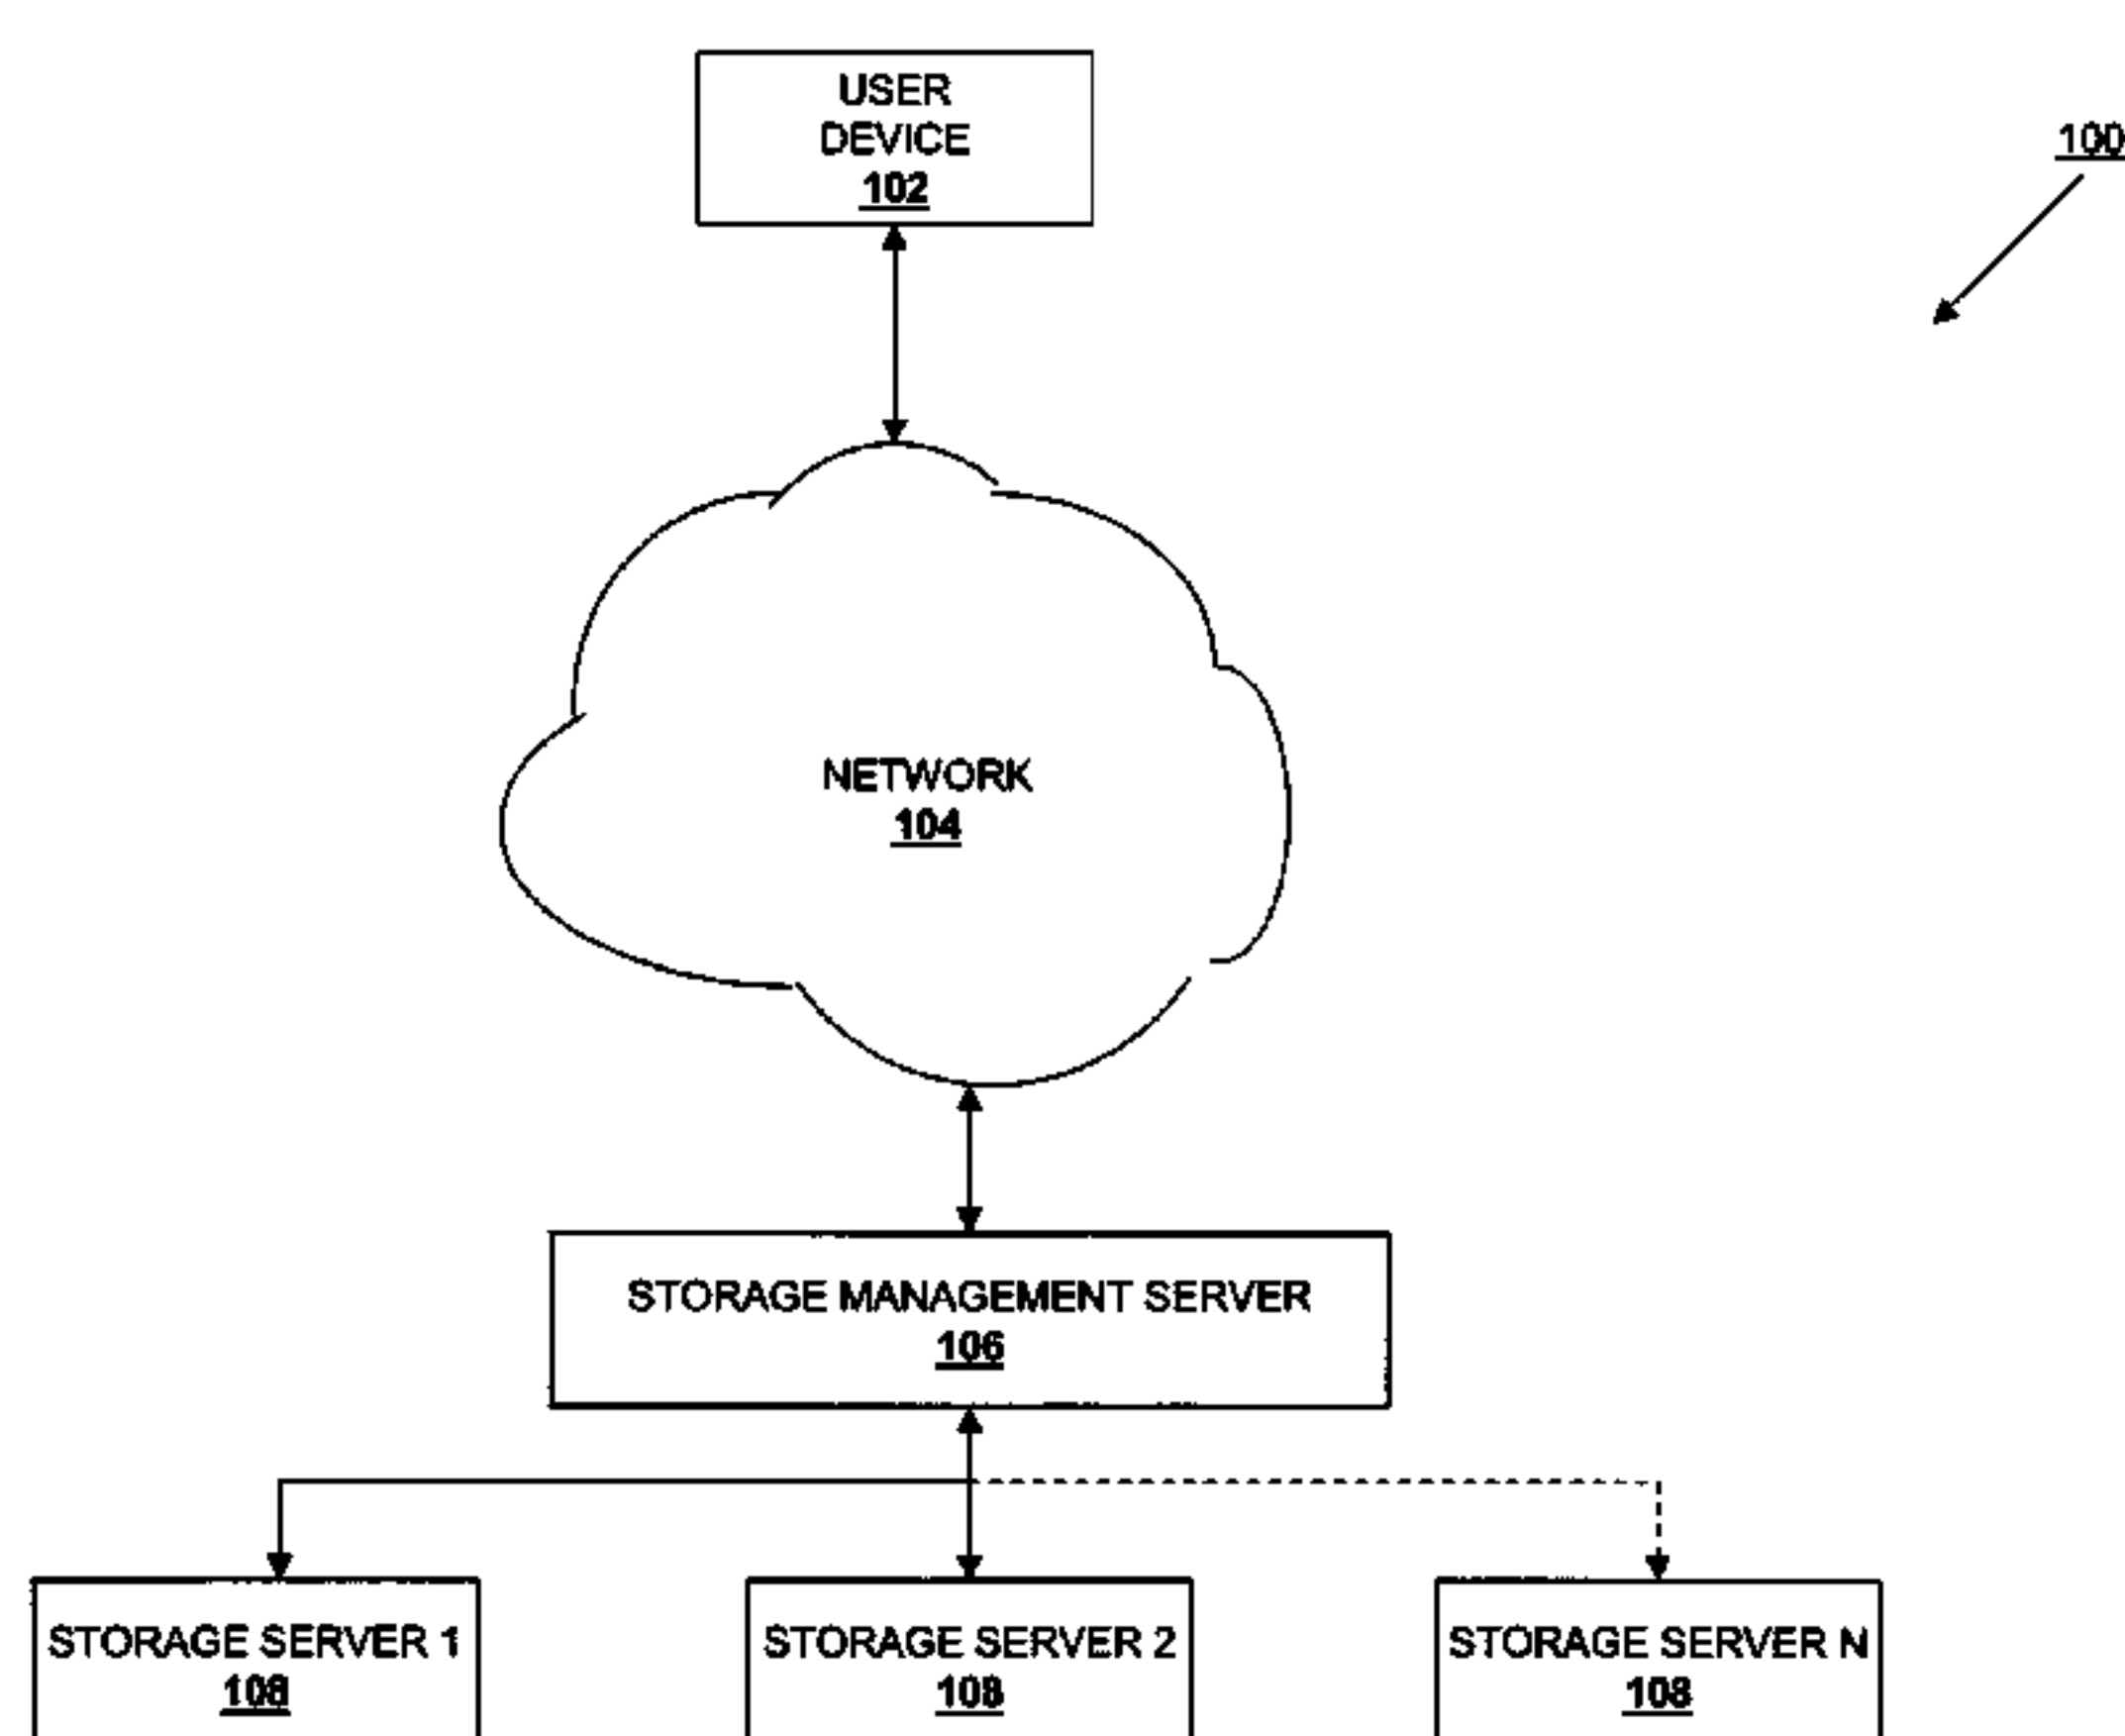 USER
DEVICE
102
100
NETWORK
104
STORAGE MANAGEMENT SERVER
106
STORAGE SERVER 1
108
STORAGE SERVER 2
108
STORAGE SERVER N
108